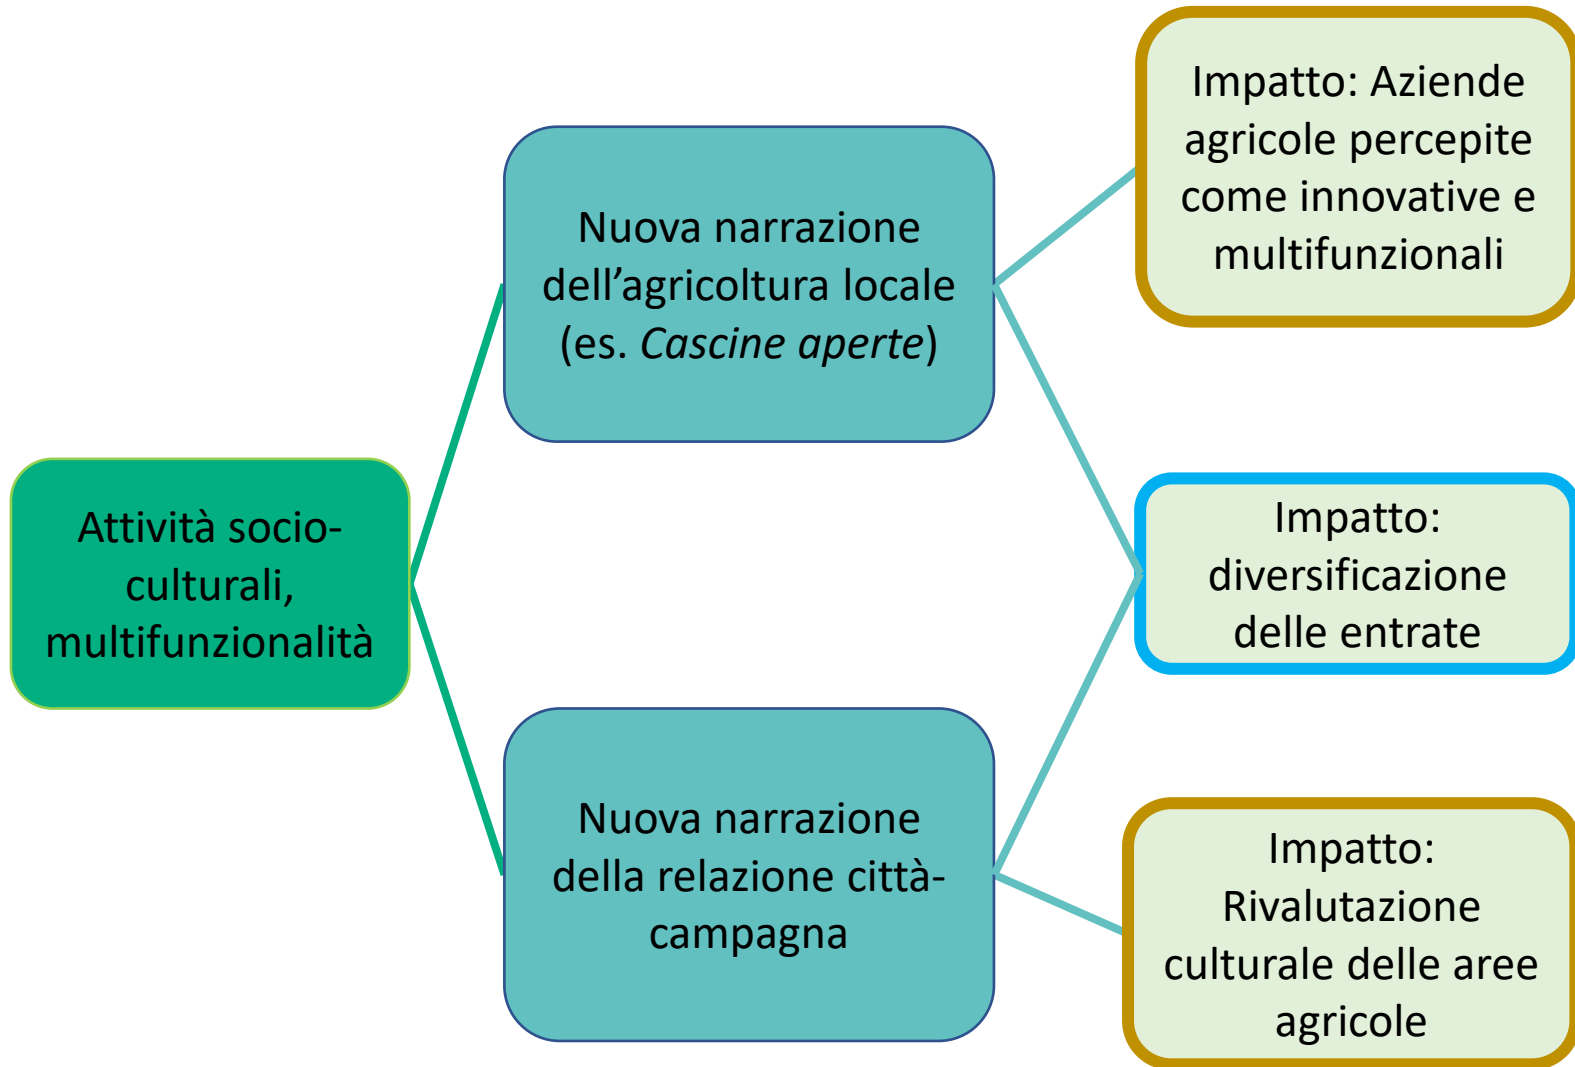 Attività socio-
culturali,
multifunzionalità
Nuova narrazione
dell’agricoltura locale
(es. Cascine aperte)
Nuova narrazione
della relazione città-
campagna
Impatto: Aziende
agricole percepite
come innovative e
multifunzionali
Impatto:
diversificazione
delle entrate
Impatto:
Rivalutazione
culturale delle aree
agricole